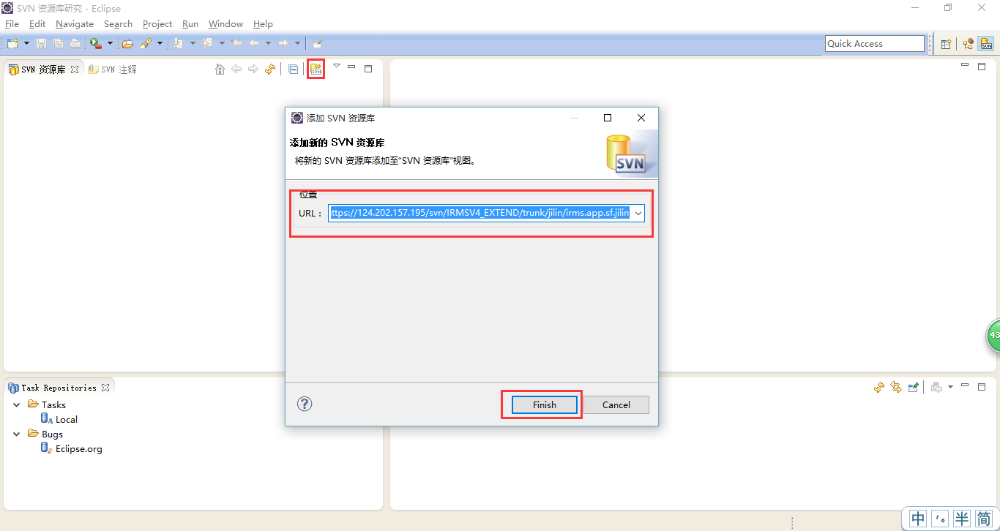 SVN 资源库研究 - Eclipse
File Edit Navigate Search Project Run Window Help
Quick Access
SVN
SVN 资源库 SVN 注释
SVN
添加 SVN 资源库
添加新的 SVN 资源库
将新的 SVN 资源库添加至"SVN 资源库"视图。
SVN
位置
URL：
ttps://124.202.157.195/svn/IRMSV4_EXTEND/trunk/jilin/irms.app.sf.jilin
43
Task Repositories
Tasks
Local
Bugs
Eclipse.org
Finish Cancel
中 °, 半 简